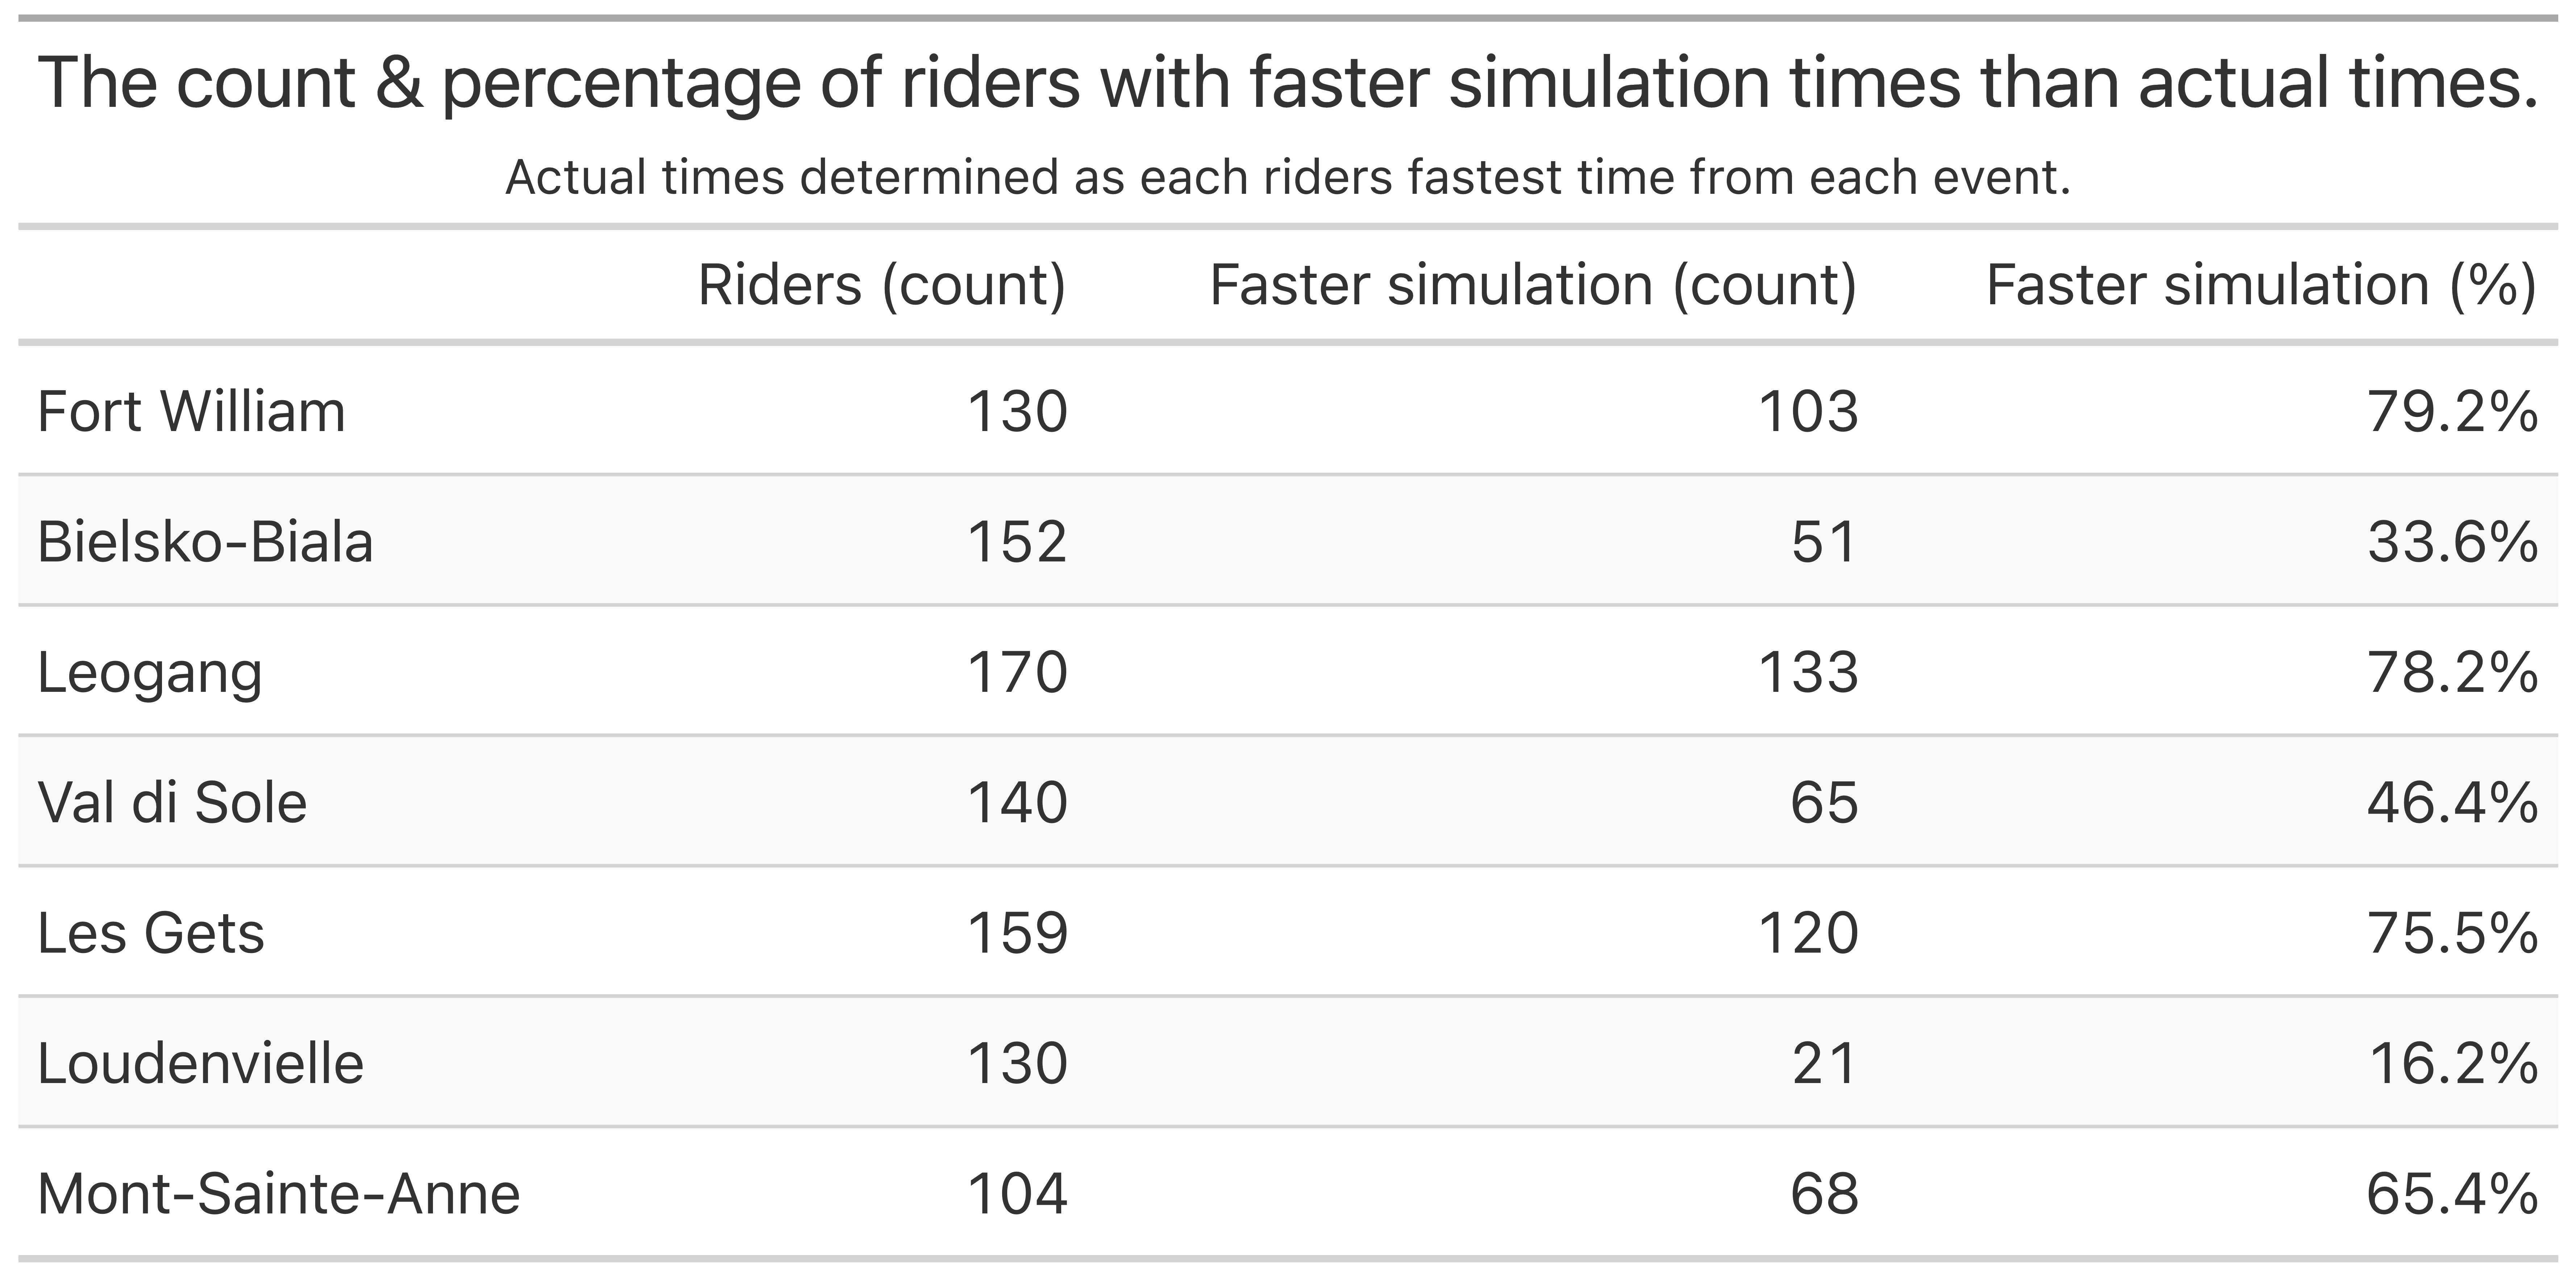 The count & percentage of riders with faster simulation times than actual times.
Actual times determined as each riders fastest time from each event.
Riders (count) Faster simulation (count) Faster simulation (%)
Fort William 130 103 79.2%
Bielsko-Biala 152 51 33.6%
Leogang 170 133 78.2%
Val di Sole 140 65 46.4%
Les Gets 159 120 75.5%
Loudenvielle 130 21 16.2%
Mont-Sainte-Anne 104 68 65.4%